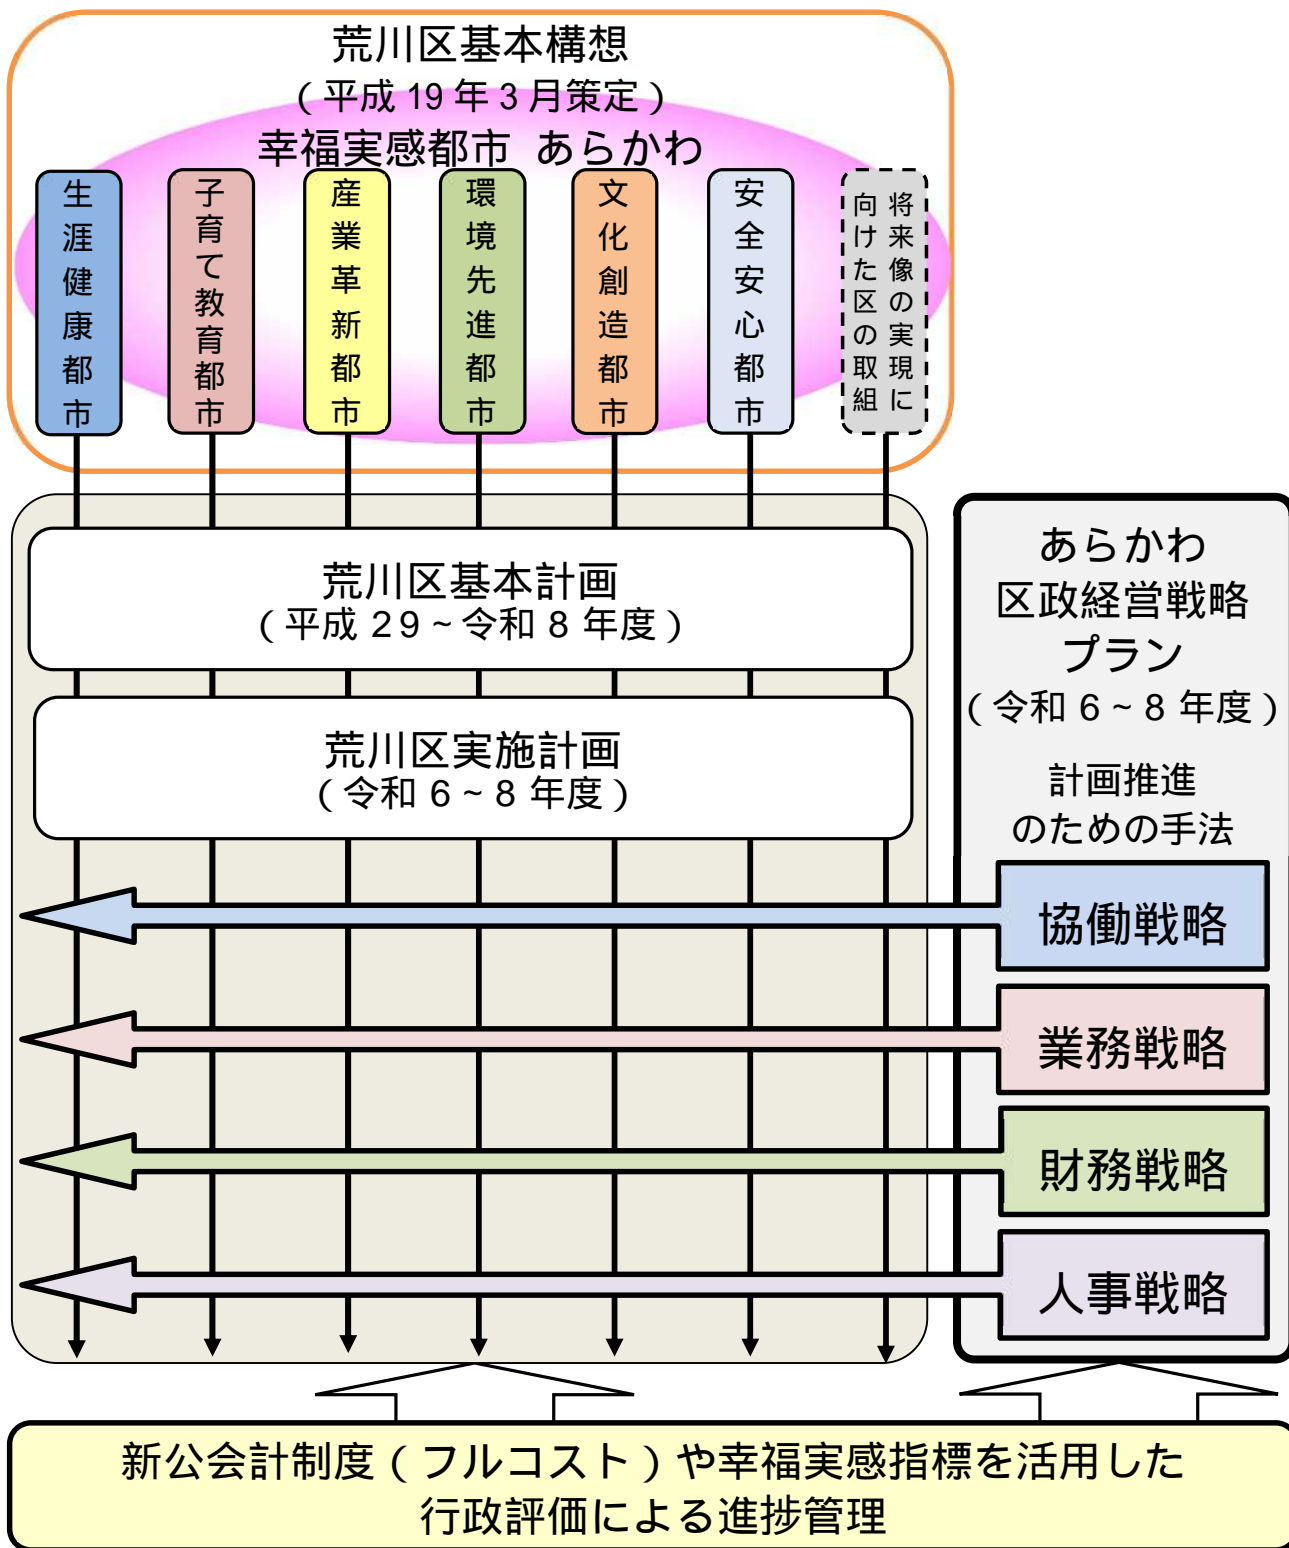 荒川区基本構想
（平成 19 年 3 月策定）
幸福実感都市 あらかわ
生涯健康都市
子育て教育都市
産業革新都市
環境先進都市
文化創造都市
安全安心都市
将来像の実現に
向けた区の取組
荒川区基本計画
（平成 29～令和 8 年度）
荒川区実施計画
（令和 6～8 年度）
あらかわ
区政経営戦略
プラン
（令和 6～8 年度）
計画推進
のための手法
協働戦略
業務戦略
財務戦略
人事戦略
新公会計制度（フルコスト）や幸福実感指標を活用した
行政評価による進捗管理